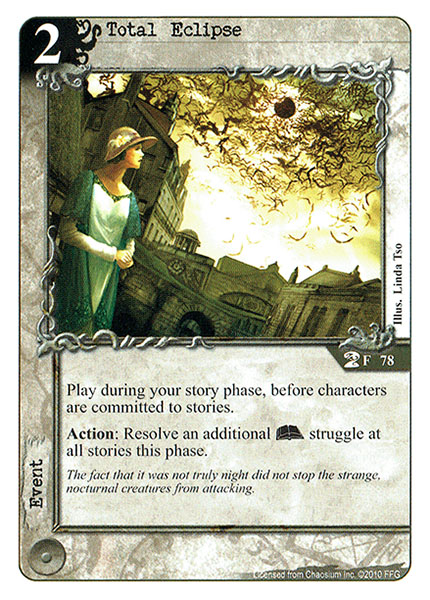 2
Total Eclipse
Illus. Linda Tso
F 78
Play during your story phase, before characters
are committed to stories.
Action: Resolve an additional struggle at
all stories this phase.
The fact that it was not truly night did not stop the strange,
nocturnal creatures from attacking.
Event
Licensed from Chaosium Inc. ©2010 FFG